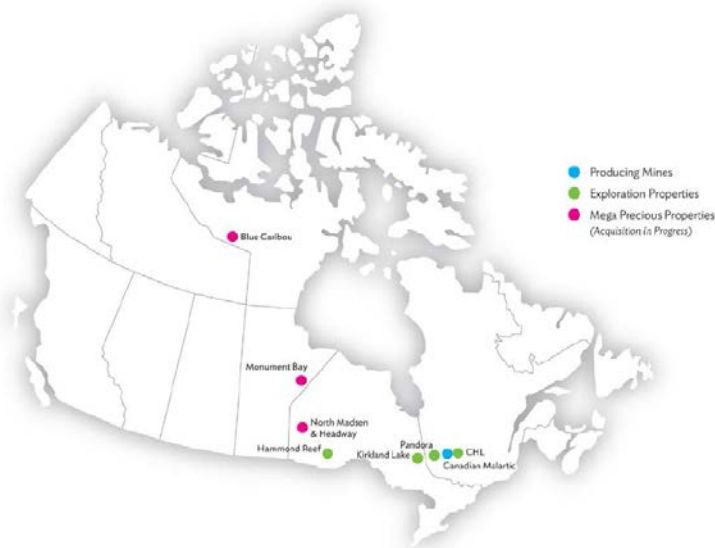 Producing Mines
Exploration Properties
Mega Precious Properties
(Acquisition in Progress)
Blue Caribou
Monument Bay
North Madsen
& Headway
Hammond Reef
Pandora
Kirkland Lake
CHL
Canadian Malartic